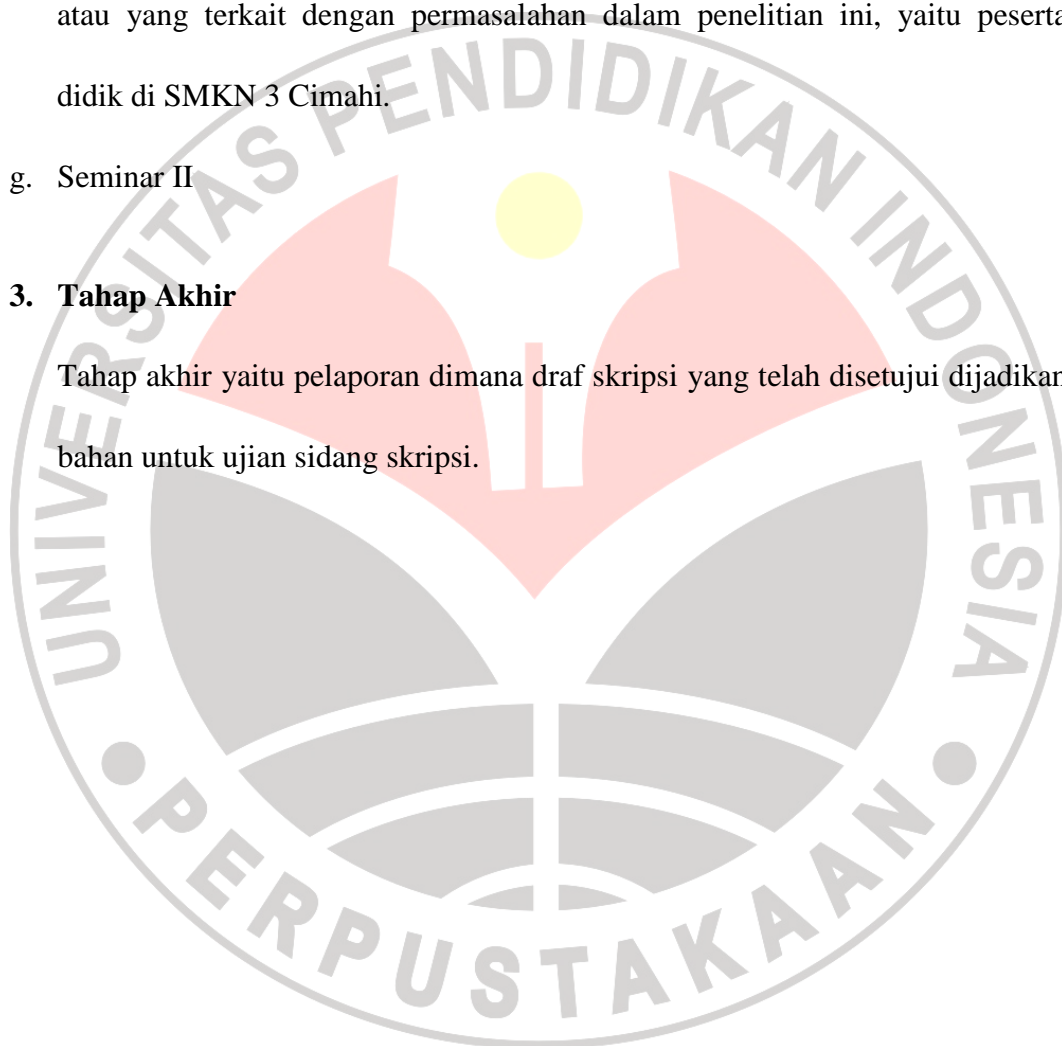 atau yang terkait dengan permasalahan dalam penelitian ini, yaitu peserta
didik di SMKN 3 Cimahi.
g. Seminar II
3. Tahap Akhir
Tahap akhir yaitu pelaporan dimana draf skripsi yang telah disetujui dijadikan
bahan untuk ujian sidang skripsi.
UNIVERSITAS PENDIDIKAN INDONESIA
PERPUSTAKAAN